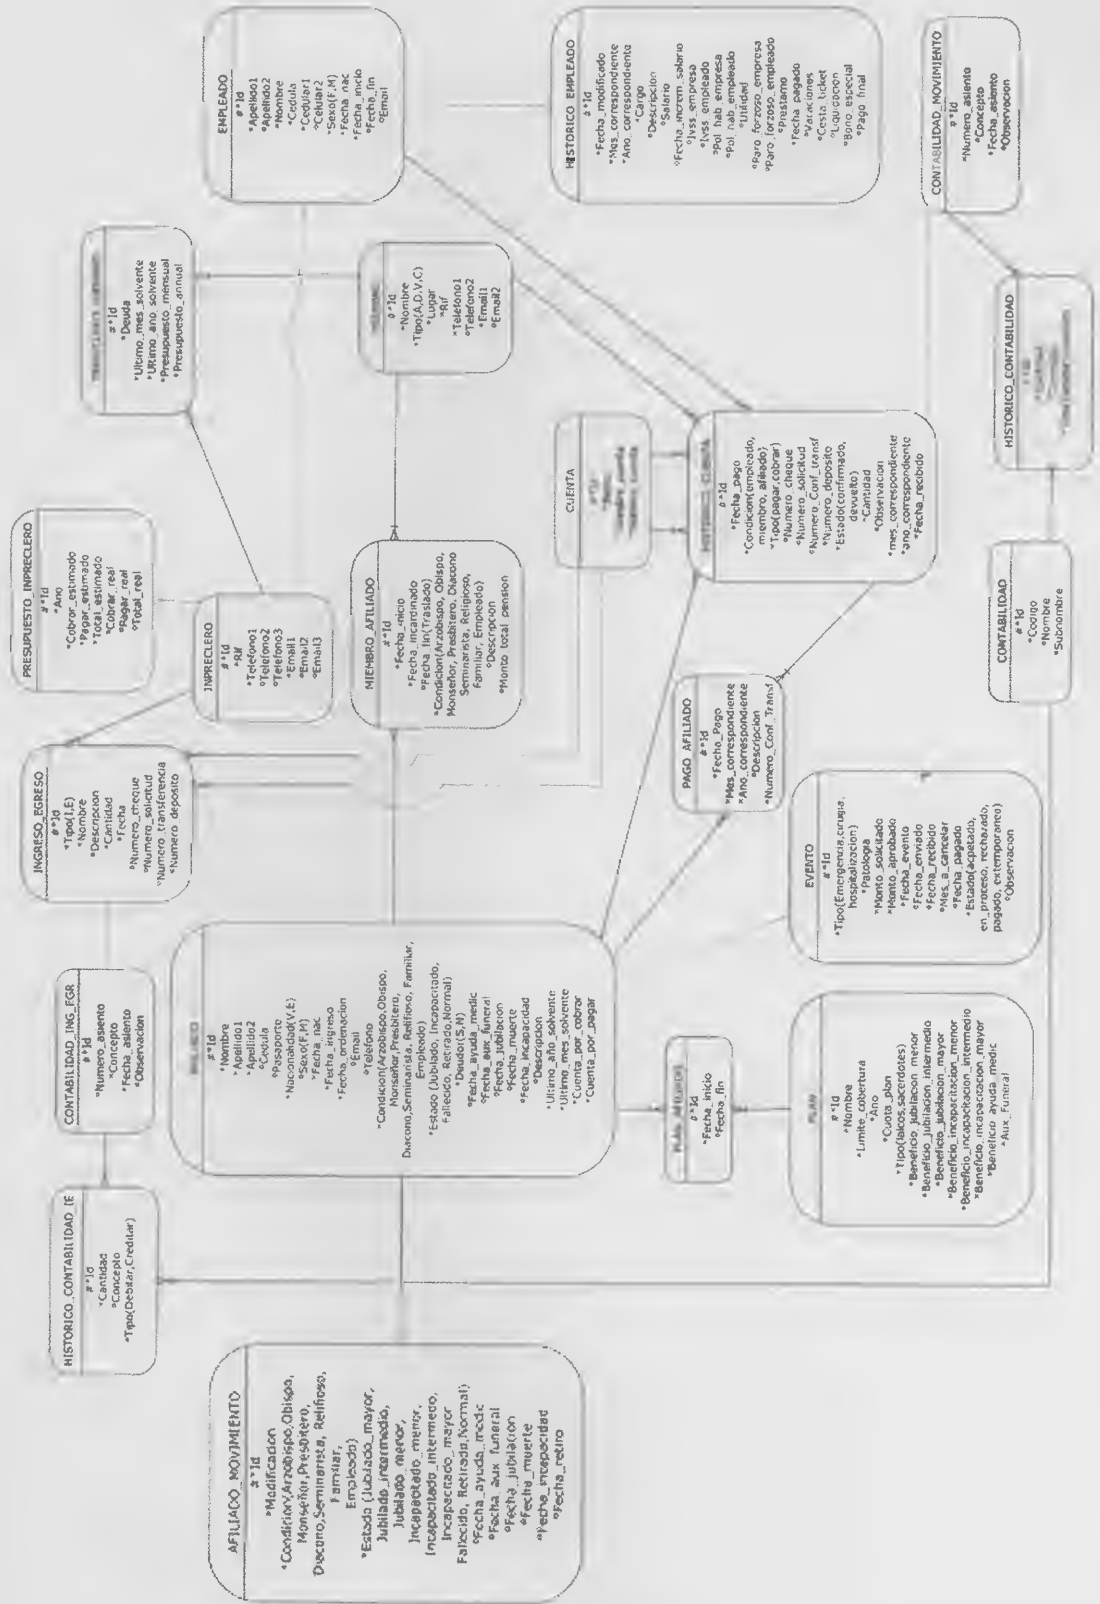 HISTORICO_CONTABILIDAD_IE
#*Id
*Cantidad
°Concepto
*Tipo(Debitar,Creditar)
CONTABILIDAD_ING_EGR
#*Id
*Numero_asiento
*Concepto
*Fecha_asiento
*Observacion
INGRESO_EGRESO
#*Id
*Tipo(I,E)
*Nombre
*Descripcion
*Cantidad
*Fecha
°Numero_cheque
°Numero_solicitud
°Numero_transferencia
°Numero deposito
PRESUPUESTO_INPRECLERO
#*Id
*Ano
°Cobror_estimado
°Pagar_estimado
°Total_estimado
°Cobrar_real
°Pagar_real
°Total_real
INPRECLERO
#*Id
*Rif
*Telefono1
°Telefono2
°Telefono3
*Email1
°Email2
°Email3
#*Id
*Deuda
*Ultimo_mes_solvente
*Ultimo_ano_solvente
*Presupuesto_mensual
*Presupuesto_annual
EMPLEADO
#*Id
*Apellido1
*Apellido2
*Nombre
*Cedula
°Celular2
*Sexo(F,M)
*Fecha_nac
*Fecha_inicio
°Fecha_fin
°Email
AFILIADO_MOVIMIENTO
#*Id
*Modificacion
*Condicion(Arzobispo,Obispo,
Monseñor,Presbitero,
Diacono,Seminarista, Relifioso,
Familiar,
Empleado)
*Estado (Jubilado_mayor,
Jubilado_intermedio,
Jubilado_menor,
Incapacitado_menor,
Incapacitado_intermedo,
Incapacitado_mayor
Fallecido, Retirado,Normal)
°Fecha_ayuda_medic
°Fecha_aux_funeral
°Fecha_jubilacion
°Fecha_muerte
°Fecha_incapacidad
°Fecha_retiro
#*Id
*Nombre
*Apellido1
*Apellido2
*Cedula
°Pasaporte
*Nacionalidad(V,E)
*Sexo(F,M)
*Fecha_nac
*Fecha_ingreso
°Fecha_ordenacion
°Email
°Telefono
*Condicion(Arzobispo,Obispo,
Monseñor,Presbitero,
Diacono,Seminarista, Relifioso, Familiar,
Empleado)
*Estado (Jubilado, Incapacitado,
Fallecido, Retirado,Normal)
*Deudor(S,N)
°Fecha_ayuda_medic
°Fecha_aux_funeral
°Fecha_jubilacion
°Fecha_muerte
°Fecha_incapacidad
°Descripcion
*Ultimo_año_solvente
*Ultimo_mes_solvente
*Cuenta_por_cobrar
*Cuenta_por_pagar
MIEMBRO_AFILIADO
#*Id
*Fecha_inicio
°Fecha_incardinado
°Fecha_fin(Traslado)
*Condicion(Arzobispo, Obispo,
Monseñor, Presbitero, Diacono
Seminarista, Religioso,
Familiar, Empleado)
°Descripcion
°Monto_total_pension
#*Id
*Nombre
*Tipo(A,D,V,C)
*Lugar
*Rif
*Telefono1
°Telefono2
*Email1
°Email2
HISTORICO_EMPLEADO
#*Id
*Fecha_modificado
*Mes_correspondiente
*Ano_correspondiente
*Cargo
*Descripcion
*Salario
°Fecha_increm_salario
°Ivss_empresa
°Ivss_empleado
°Pol_hab_empresa
°Pol_hab_empleado
°Utilidad
°Paro_forzoso_empresa
°Paro_forzoso_empleado
°Prestamo
*Fecha_pagado
°Vacaciones
°Cesta_ticket
°Liquidacion
°Bono_especial
*Pago_final
CUENTA
#*Id
*Fecha_pago
*Condicion(empleado,
miembro, afiliado)
*Tipo(pagar,cobrar)
°Numero_cheque
°Numero_solicitud
°Numero_Conf_transf
°Numero_deposito
*Estado(confirmado,
devuelto)
*Cantidad
°Observacion
*mes_correspondiente
*ano_correspondiente
°Fecha_recibido
PLAN_AFILIADO
#*Id
*Fecha_inicio
°Fecha_fin
PAGO_AFILIADO
#*Id
*Fecha_Pago
*Mes_correspondiente
*Ano_correspondiente
°Descripcion
°Numero_Conf_Transf
PLAN
#*Id
*Nombre
*Limite_cobertura
*Ano
*Cuota_plan
*Tipo(laicos,sacerdotes)
*Beneficio_jubilacion_menor
*Beneficio_jubilacion_intermedio
*Beneficio_jubilacion_mayor
*Beneficio_incapacitacion_menor
*Beneficio_incapacitacion_intermedio
*Beneficio_incapacitacion_mayor
*Beneficio_ayuda_medic
*Aux_Funeral
EVENTO
#*Id
*Tipo(Emergencia,cirugia,
hospitalizacion)
*Patologia
*Monto_solicitado
*Monto_aprobado
*Fecha_evento
°Fecha_enviado
°Fecha_recibido
°Mes_a_cancelar
°Fecha_pagado
*Estado(acpetado,
en_proceso, rechazado,
pagado, extemporaneo)
°Observacion
CONTABILIDAD
#*Id
*Codigo
*Nombre
*Subnombre
HISTORICO_CONTABILIDAD
CONTABILIDAD_MOVIMIENTO
#*Id
*Numero_asiento
*Concepto
*Fecha_asiento
*Observacion